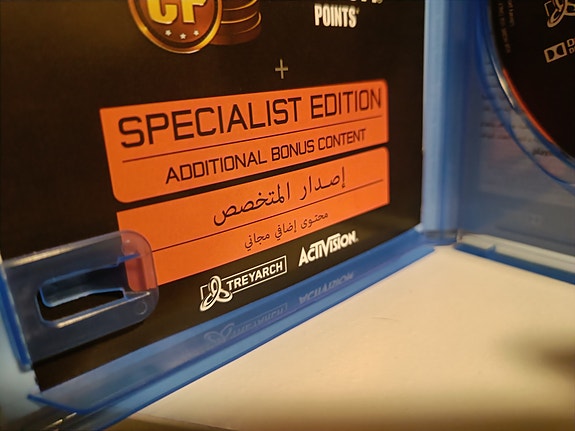 CP
POINTS
+
SPECIALIST EDITION
ADDITIONAL BONUS CONTENT
إصدار المتخصص
محتوى إضافي مجاني
TREYARCH
ACTIVISION